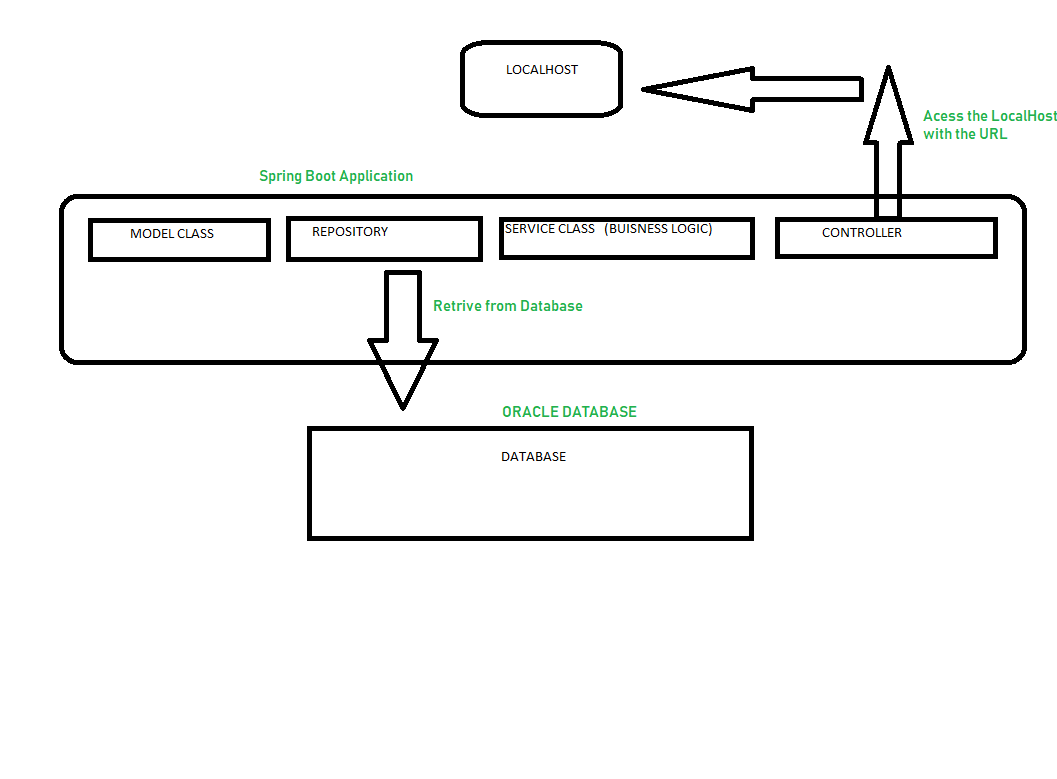 LOCALHOST
Acess the LocalHost
with the URL
Spring Boot Application
MODEL CLASS
REPOSITORY
SERVICE CLASS (BUISNESS LOGIC)
CONTROLLER
Retrive from Database
ORACLE DATABASE
DATABASE